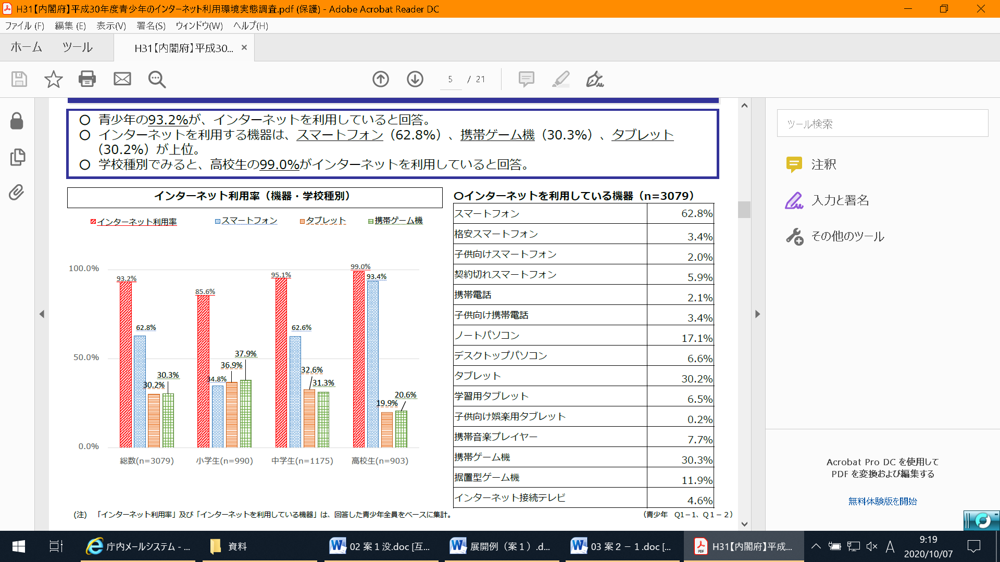 H31【内閣府】平成30年度青少年のインターネット利用環境実態調査.pdf (保護) - Adobe Acrobat Reader DC
ファイル (F) 編集 (E) 表示(V) 署名(S) ウィンドウ(W) ヘルプ(H)
ホーム ツール H31【内閣府】平成30... ×
5 / 21
○ 青少年の93.2%が、インターネットを利用していると回答。
○ インターネットを利用する機器は、スマートフォン（62.8%）、携帯ゲーム機（30.3%）、タブレット
（30.2%）が上位。
○ 学校種別でみると、高校生の99.0%がインターネットを利用していると回答。
インターネット利用率（機器・学校種別）
インターネット利用率 スマートフォン タブレット 携帯ゲーム機
100.0%
50.0%
0.0%
93.2%
62.8%
30.2%
30.3%
85.6%
34.8%
36.9%
37.9%
95.1%
62.6%
32.6%
31.3%
99.0%
93.4%
19.9%
20.6%
総数(n=3079) 小学生(n=990) 中学生(n=1175) 高校生(n=903)
○インターネットを利用している機器（n=3079）
スマートフォン 62.8%
格安スマートフォン 3.4%
子供向けスマートフォン 2.0%
契約切れスマートフォン 5.9%
携帯電話 2.1%
子供向け携帯電話 3.4%
ノートパソコン 17.1%
デスクトップパソコン 6.6%
タブレット 30.2%
学習用タブレット 6.5%
子供向け娯楽用タブレット 0.2%
携帯音楽プレイヤー 7.7%
携帯ゲーム機 30.3%
据置型ゲーム機 11.9%
インターネット接続テレビ 4.6%
(注) 「インターネット利用率」及び「インターネットを利用している機器」は、回答した青少年全員をベースに集計。
（青少年 Q1－1、Q１－２）
ツール検索
注釈
入力と署名
その他のツール
Acrobat Pro DC を使用して
PDF を変換および編集する
無料体験版を開始
庁内メールシステム - ...
資料
02 案１没.doc [互...
展開例（案１）.d...
03 案２－１.doc [...
H31【内閣府】平成...
A
9:19
2020/10/07